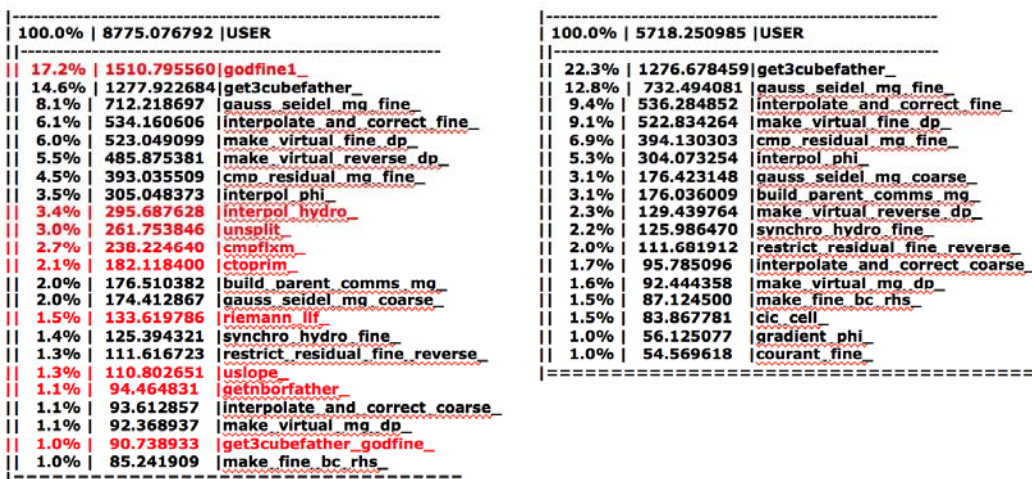 |-----------------------------------------------------
| 100.0% | 8775.076792 |USER
||----------------------------------------------------
|| 17.2% | 1510.795560|godfine1_
|| 14.6% | 1277.922684|get3cubefather_
|| 8.1% | 712.218697 |gauss_seidel_mg_fine_
|| 6.1% | 534.160606 |interpolate_and_correct_fine_
|| 6.0% | 523.049099 |make_virtual_fine_dp_
|| 5.5% | 485.875381 |make_virtual_reverse_dp_
|| 4.5% | 393.035509 |cmp_residual_mg_fine_
|| 3.5% | 305.048373 |interpol_phi_
|| 3.4% | 295.687628 |interpol_hydro_
|| 3.0% | 261.753846 |unsplit_
|| 2.7% | 238.224640 |cmpflxm_
|| 2.1% | 182.118400 |ctoprim_
|| 2.0% | 176.510382 |build_parent_comms_mg_
|| 2.0% | 174.412867 |gauss_seidel_mg_coarse_
|| 1.5% | 133.619786 |riemann_llf_
|| 1.4% | 125.394321 |synchro_hydro_fine_
|| 1.3% | 111.616723 |restrict_residual_fine_reverse_
|| 1.3% | 110.802651 |uslope_
|| 1.1% | 94.464831 |getnborfather_
|| 1.1% | 93.612857 |interpolate_and_correct_coarse_
|| 1.1% | 92.368937 |make_virtual_mg_dp_
|| 1.0% | 90.738933 |get3cubefather_godfine_
|| 1.0% | 85.241909 |make_fine_bc_rhs_
|=====================================
|-----------------------------------------------------
| 100.0% | 5718.250985 |USER
||----------------------------------------------------
|| 22.3% | 1276.678459|get3cubefather_
|| 12.8% | 732.494081 |gauss_seidel_mg_fine_
|| 9.4% | 536.284852 |interpolate_and_correct_fine_
|| 9.1% | 522.834264 |make_virtual_fine_dp_
|| 6.9% | 394.130303 |cmp_residual_mg_fine_
|| 5.3% | 304.073254 |interpol_phi_
|| 3.1% | 176.423148 |gauss_seidel_mg_coarse_
|| 3.1% | 176.036009 |build_parent_comms_mg_
|| 2.3% | 129.439764 |make_virtual_reverse_dp_
|| 2.2% | 125.986470 |synchro_hydro_fine_
|| 2.0% | 111.681912 |restrict_residual_fine_reverse_
|| 1.7% | 95.785096 |interpolate_and_correct_coarse_
|| 1.6% | 92.444358 |make_virtual_mg_dp_
|| 1.5% | 87.124500 |make_fine_bc_rhs_
|| 1.5% | 83.867781 |cic_cell_
|| 1.0% | 56.125077 |gradient_phi_
|| 1.0% | 54.569618 |courant_fine_
|=====================================